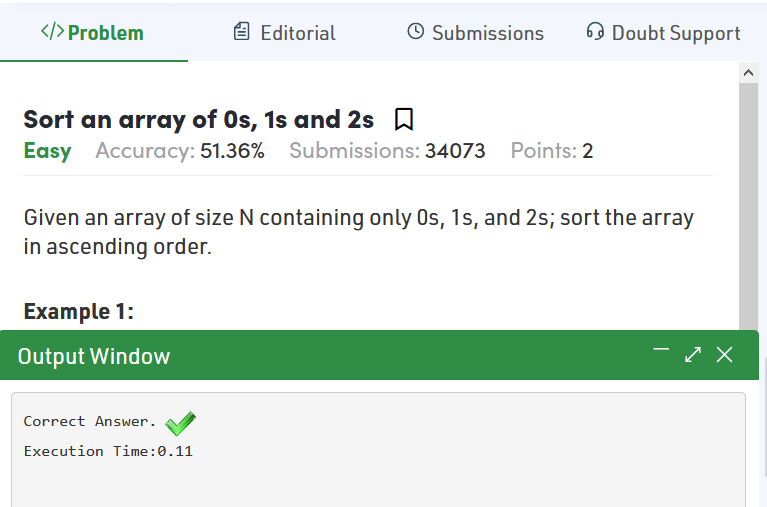 </>Problem Editorial Submissions Doubt Support
Sort an array of 0s, 1s and 2s
Easy Accuracy: 51.36% Submissions: 34073 Points: 2
Given an array of size N containing only 0s, 1s, and 2s; sort the array
in ascending order.
Example 1:
Output Window
Correct Answer.
Execution Time:0.11